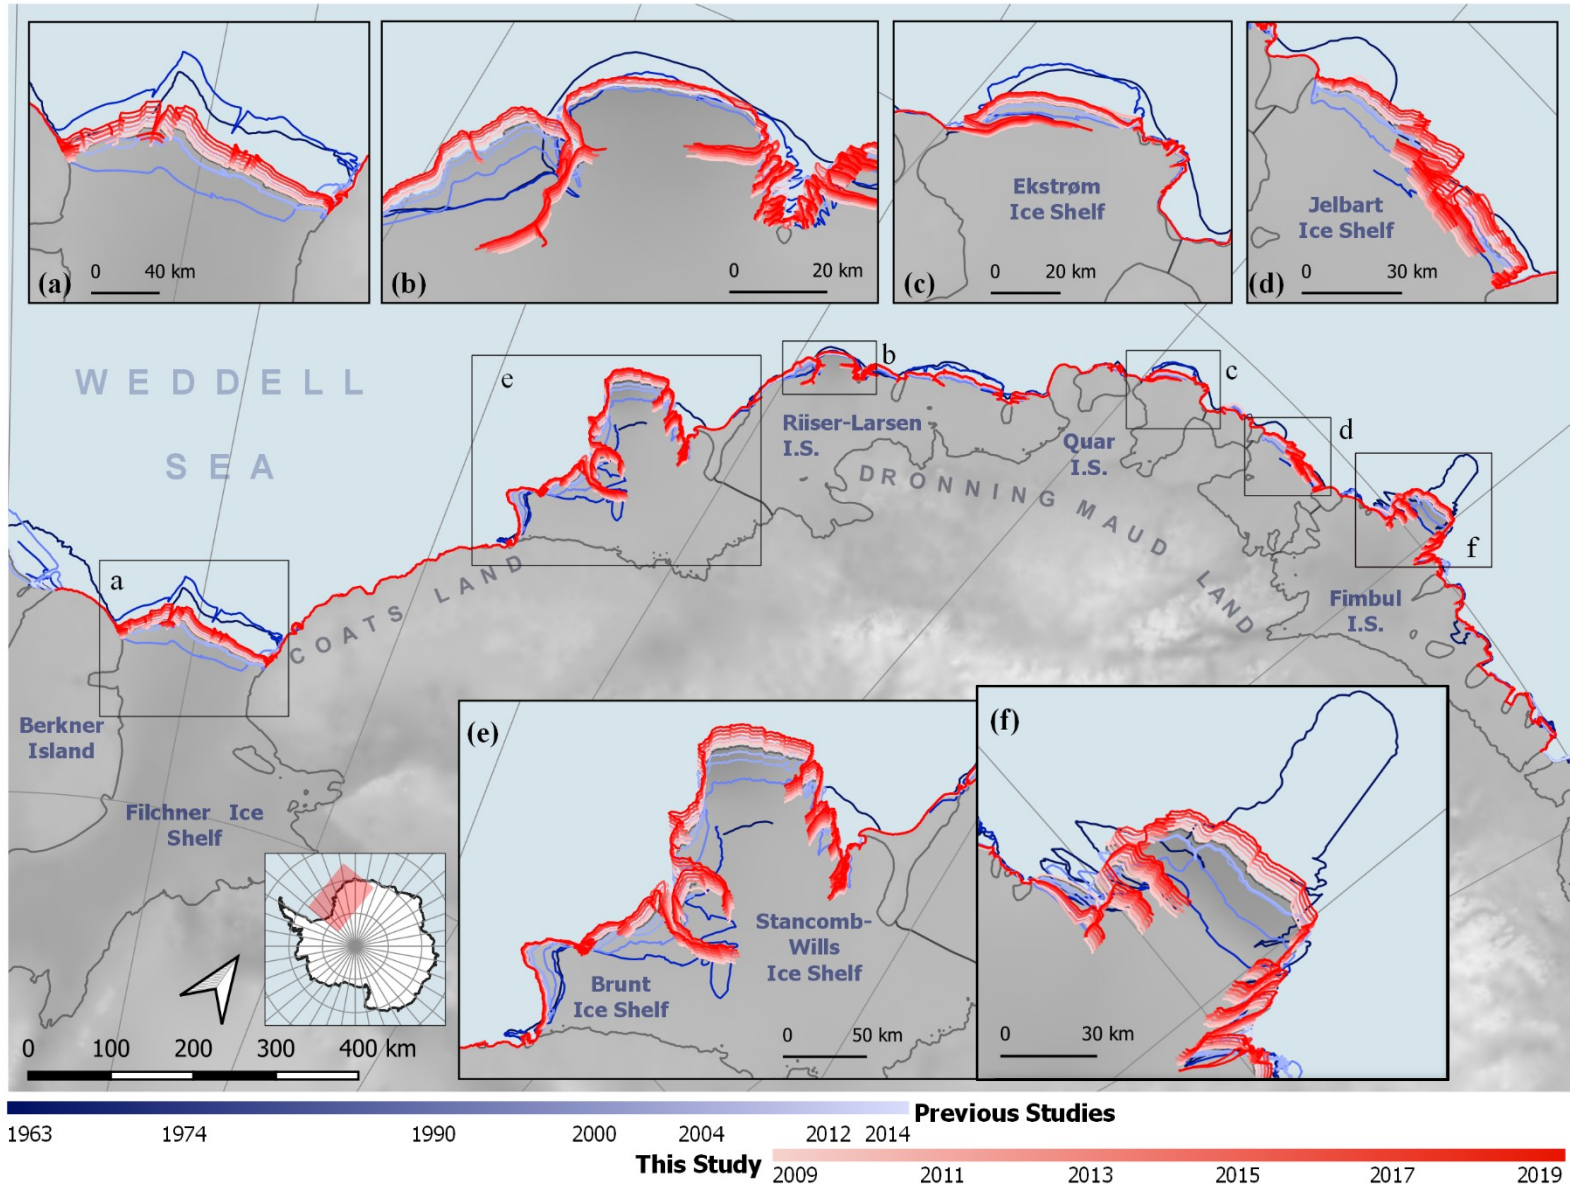 (a)
0 40 km
(b)
0 20 km
Ekstrøm
Ice Shelf
(c)
0 20 km
Jelbart
Ice Shelf
(d)
0 30 km
WEDDELL
SEA
e
b
c
d
f
a
Riiser-Larsen
I.S.
Quar
I.S.
DRONNING MAUD LAND
Fimbul
I.S.
COATS LAND
Berkner
Island
Filchner Ice
Shelf
(e)
Stancomb-
Wills
Ice Shelf
Brunt
Ice Shelf
0 50 km
(f)
0 30 km
0 100 200 300 400 km
Previous Studies
1963 1974 1990 2000 2004 2012 2014
This Study
2009 2011 2013 2015 2017 2019